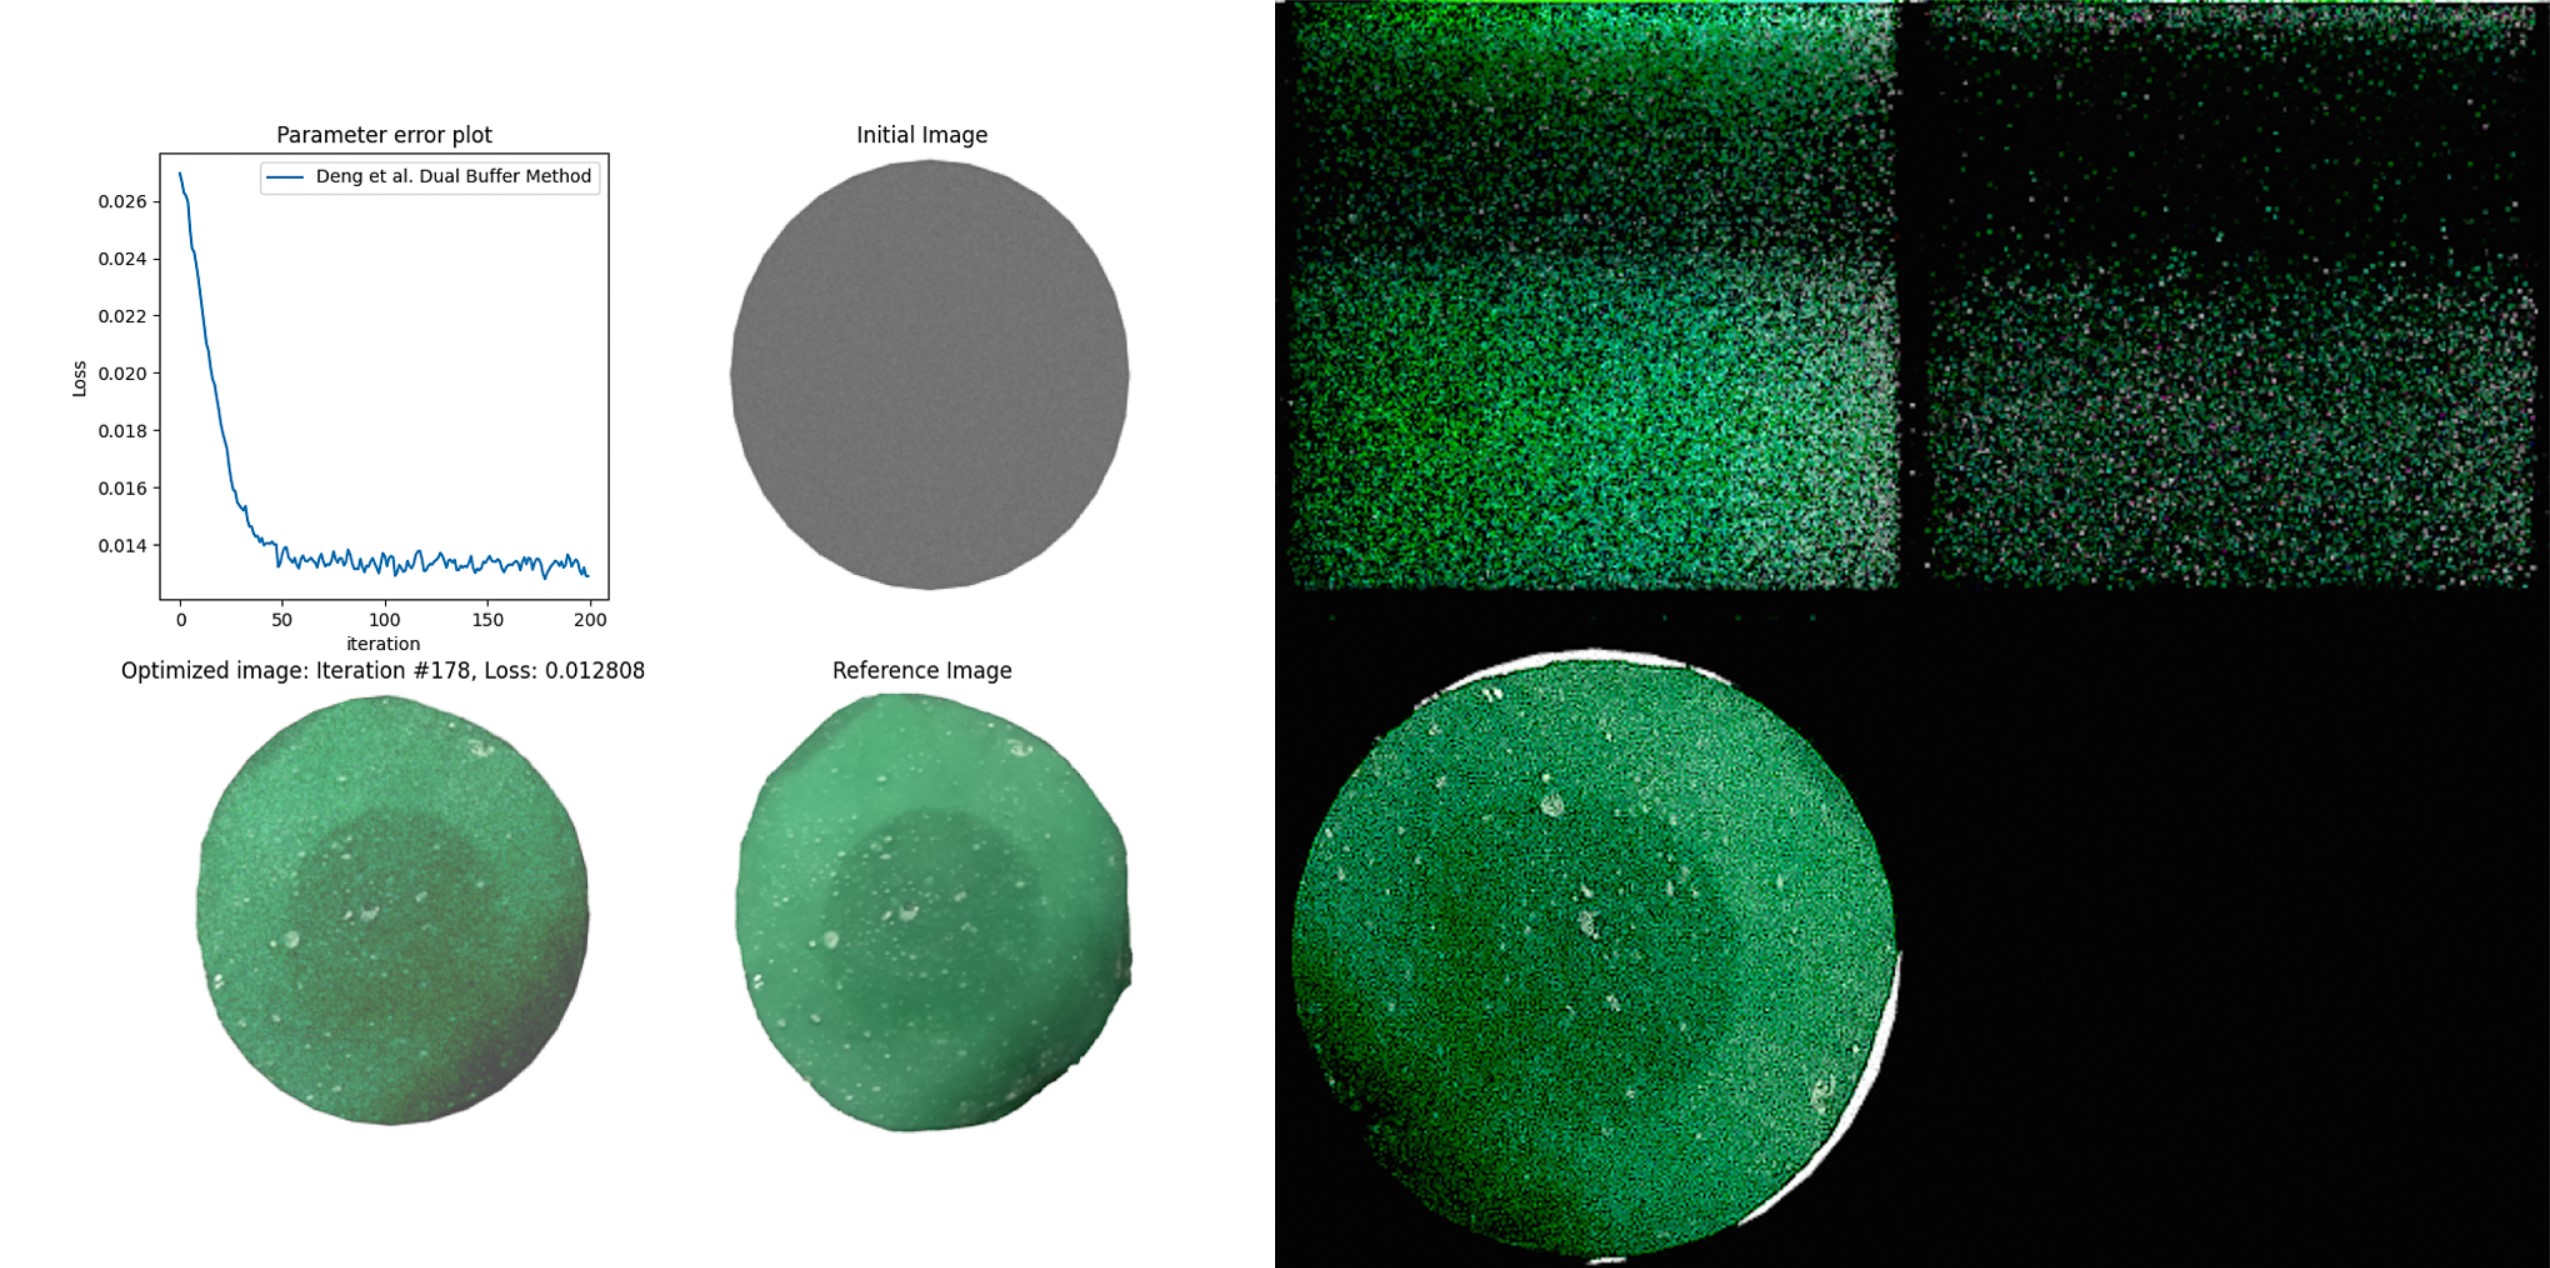 Parameter error plot
Deng et al. Dual Buffer Method
0.026
0.024
0.022
0.020
0.018
0.016
0.014
Loss
0 50 100 150 200
iteration
Initial Image
Optimized image: Iteration #178, Loss: 0.012808
Reference Image